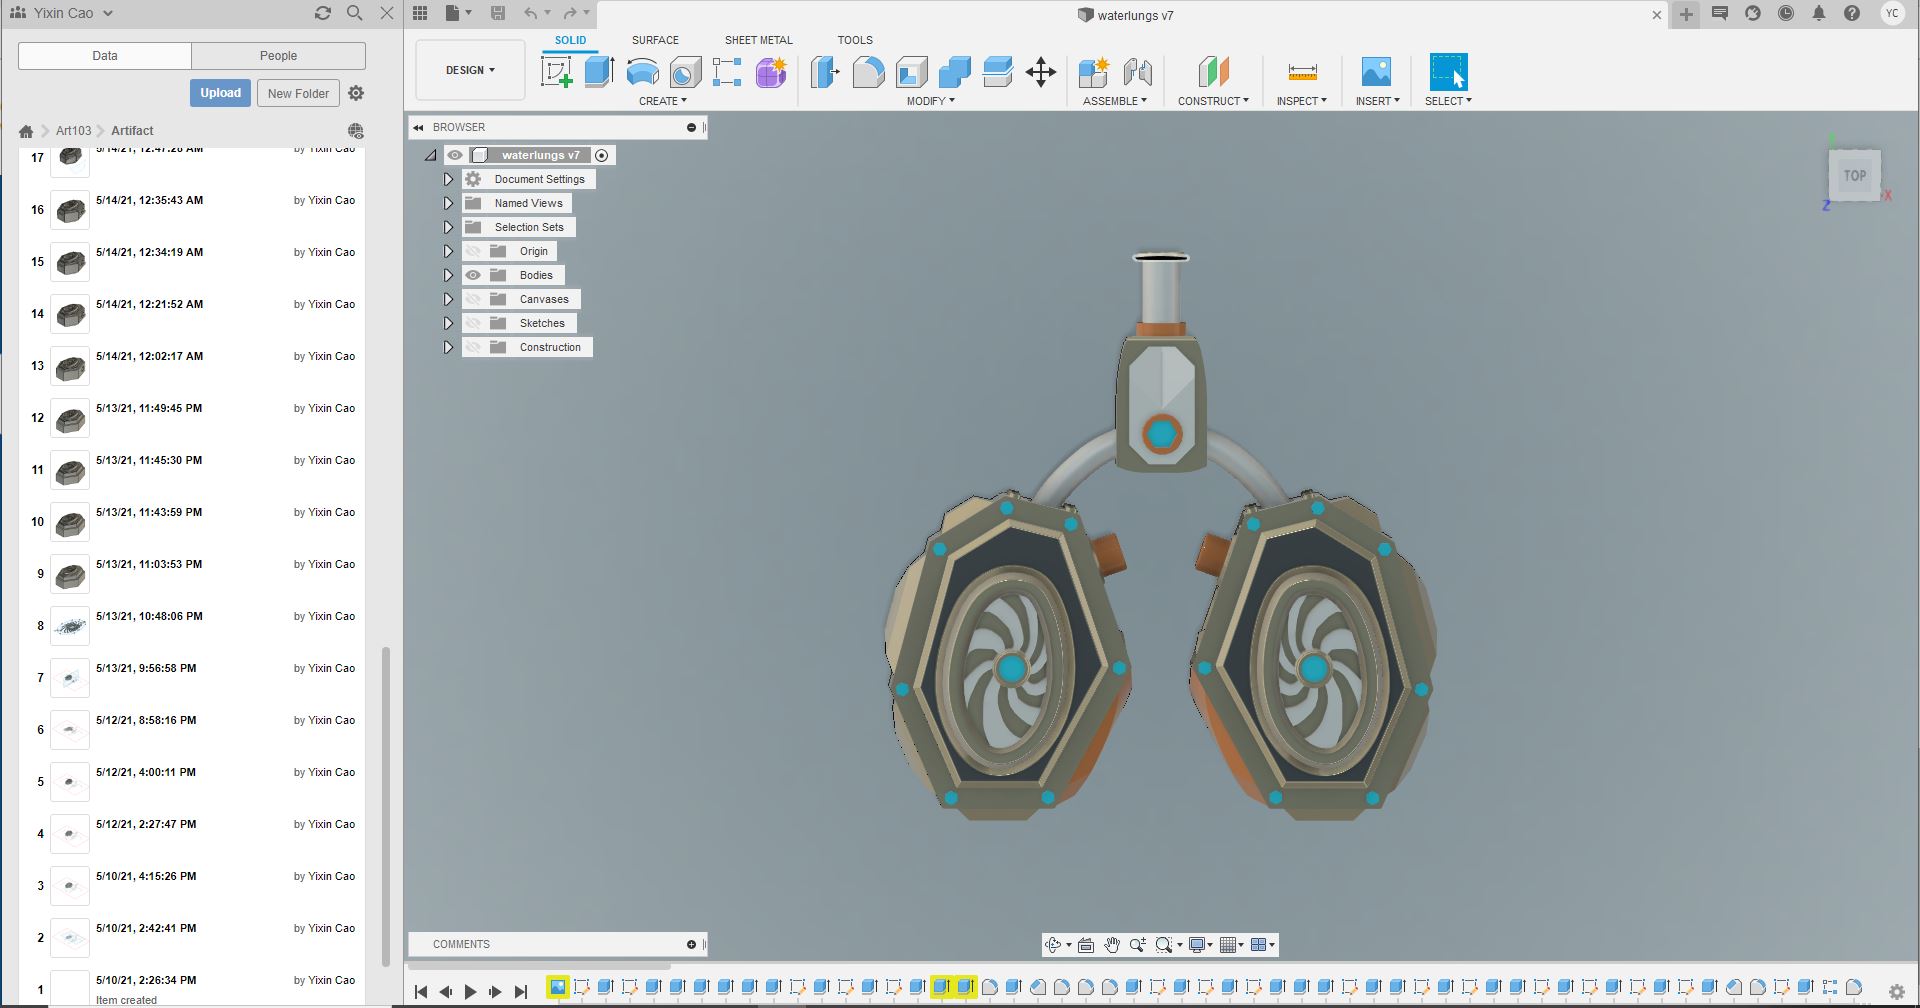 Yixin Cao
waterlungs v7
YC
Data
People
SOLID
SURFACE
SHEET METAL
TOOLS
DESIGN
Upload
New Folder
CREATE
MODIFY
ASSEMBLE
CONSTRUCT
INSPECT
INSERT
SELECT
Art103
Artifact
BROWSER
waterlungs v7
Document Settings
Named Views
Selection Sets
Origin
Bodies
Canvases
Sketches
Construction
TOP
X
Z
17 5/14/21, 12:47:28 AM by Yixin Cao
16 5/14/21, 12:35:43 AM by Yixin Cao
15 5/14/21, 12:34:19 AM by Yixin Cao
14 5/14/21, 12:21:52 AM by Yixin Cao
13 5/14/21, 12:02:17 AM by Yixin Cao
12 5/13/21, 11:49:45 PM by Yixin Cao
11 5/13/21, 11:45:30 PM by Yixin Cao
10 5/13/21, 11:43:59 PM by Yixin Cao
9 5/13/21, 11:03:53 PM by Yixin Cao
8 5/13/21, 10:48:06 PM by Yixin Cao
7 5/13/21, 9:56:58 PM by Yixin Cao
6 5/12/21, 8:58:16 PM by Yixin Cao
5 5/12/21, 4:00:11 PM by Yixin Cao
4 5/12/21, 2:27:47 PM by Yixin Cao
3 5/10/21, 4:15:26 PM by Yixin Cao
2 5/10/21, 2:42:41 PM by Yixin Cao
1 5/10/21, 2:26:34 PM by Yixin Cao
Item created
COMMENTS